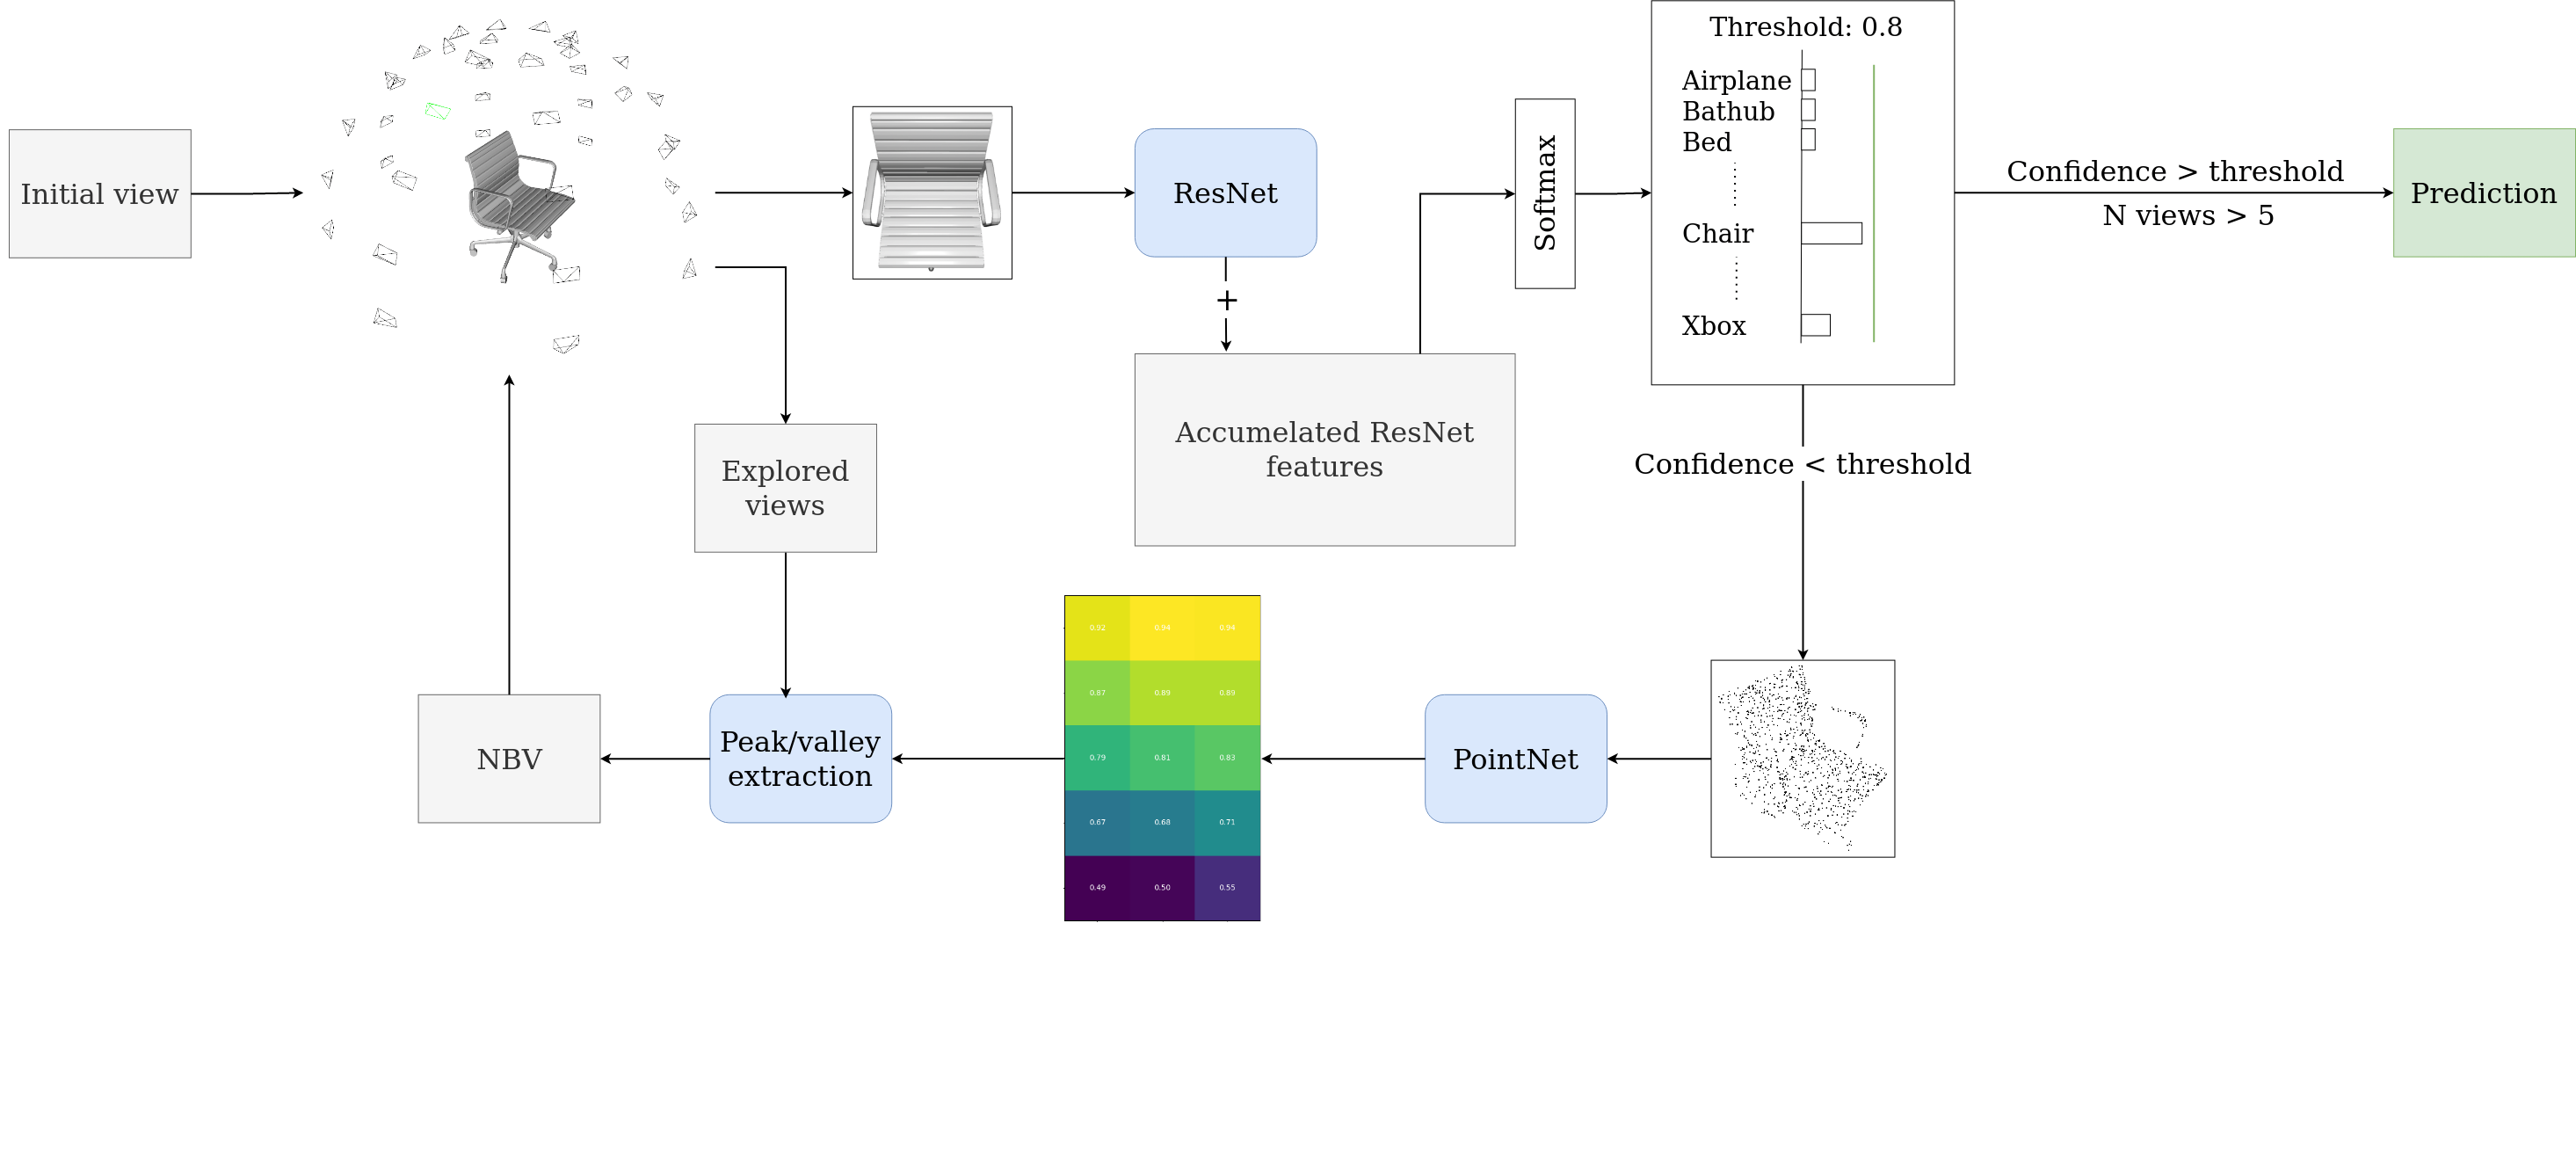 Threshold: 0.8
Airplane
Bathub
Bed
Chair
Xbox
Initial view
ResNet
+
Softmax
Confidence > threshold
N views > 5
Prediction
Accumelated ResNet
features
Explored
views
Confidence < threshold
0.92 0.94 0.94
0.87 0.89 0.89
0.79 0.81 0.83
0.67 0.68 0.71
0.49 0.50 0.55
NBV
Peak/valley
extraction
PointNet